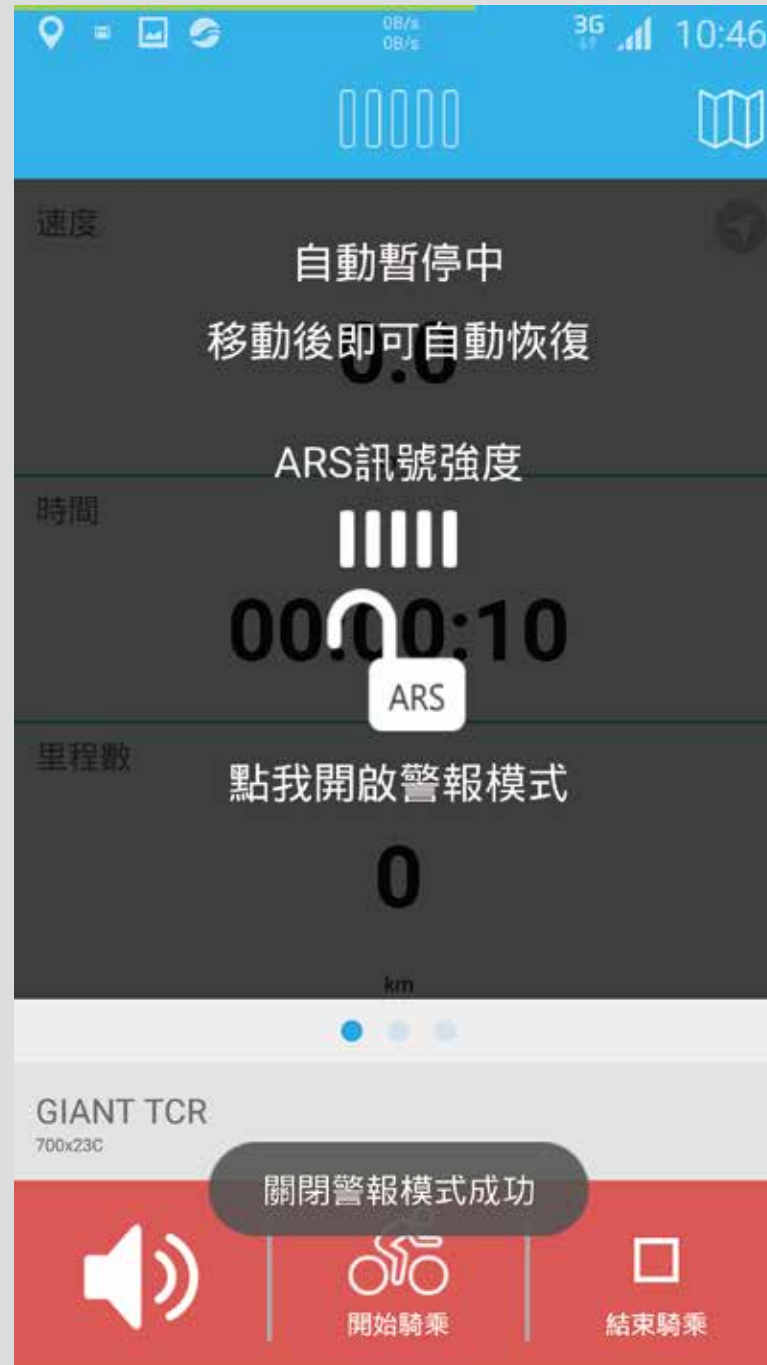 0B/s
0B/s
3G
10:46
速度
自動暫停中
0.0
移動後即可自動恢復
ARS訊號強度
時間
00:00:10
ARS
里程數
點我開啟警報模式
0
km
GIANT TCR
700x23C
關閉警報模式成功
開始騎乘
結束騎乘